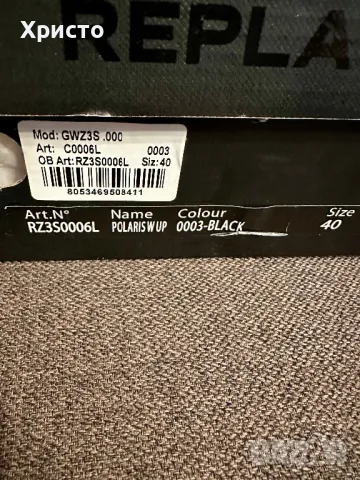 Христо
REPLA
Mod: GWZ3S .000
Art: C0006L 0003
OB Art:RZ3S0006L Siz: 40
8053469508411
Art.N° Name Colour Size
RZ3S0006L POLARIS W UP 0003-BLACK 40